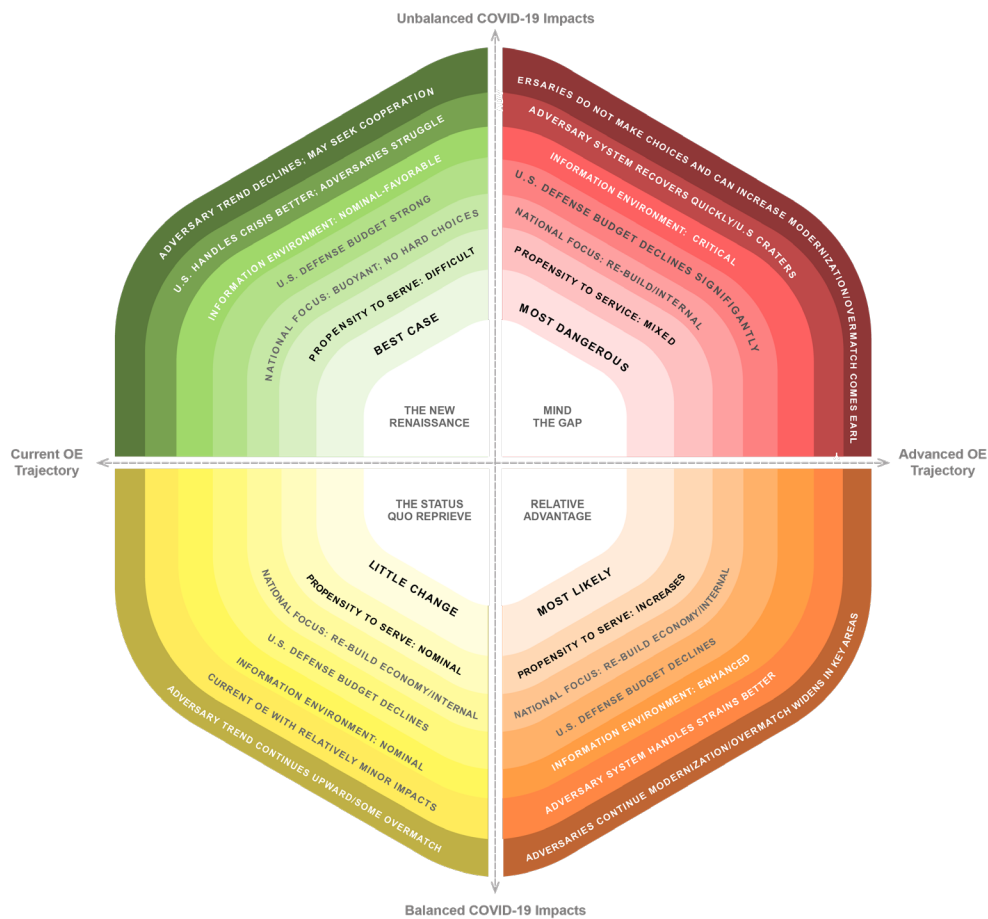 Unbalanced COVID-19 Impacts
ADVERSARY TREND DECLINES; MAY SEEK COOPERATION
U.S. HANDLES CRISIS BETTER; ADVERSARIES STRUGGLE
INFORMATION ENVIRONMENT: NOMINAL-FAVORABLE
U.S. DEFENSE BUDGET STRONG
NATIONAL FOCUS: BUOYANT; NO HARD CHOICES
PROPENSITY TO SERVE: DIFFICULT
BEST CASE
THE NEW
RENAISSANCE
ERSARIES DO NOT MAKE CHOICES AND CAN INCREASE MODERNIZATION/OVERMATCH COMES EARL
ADVERSARY SYSTEM RECOVERS QUICKLY/U.S CRATERS
INFORMATION ENVIRONMENT: CRITICAL
U.S. DEFENSE BUDGET DECLINES SIGNIFIGANTLY
NATIONAL FOCUS: RE-BUILD/INTERNAL
PROPENSITY TO SERVICE: MIXED
MOST DANGEROUS
MIND
THE GAP
Current OE
Trajectory
Advanced OE
Trajectory
THE STATUS
QUO REPRIEVE
LITTLE CHANGE
PROPENSITY TO SERVE: NOMINAL
NATIONAL FOCUS: RE-BUILD ECONOMY/INTERNAL
U.S. DEFENSE BUDGET DECLINES
INFORMATION ENVIRONMENT: NOMINAL
CURRENT OE WITH RELATIVELY MINOR IMPACTS
ADVERSARY TREND CONTINUES UPWARD/SOME OVERMATCH
RELATIVE
ADVANTAGE
MOST LIKELY
PROPENSITY TO SERVE: INCREASES
NATIONAL FOCUS: RE-BUILD ECONOMY/INTERNAL
U.S. DEFENSE BUDGET DECLINES
INFORMATION ENVIRONMENT: ENHANCED
ADVERSARY SYSTEM HANDLES STRAINS BETTER
ADVERSARIES CONTINUE MODERNIZATION/OVERMATCH WIDENS IN KEY AREAS
Balanced COVID-19 Impacts